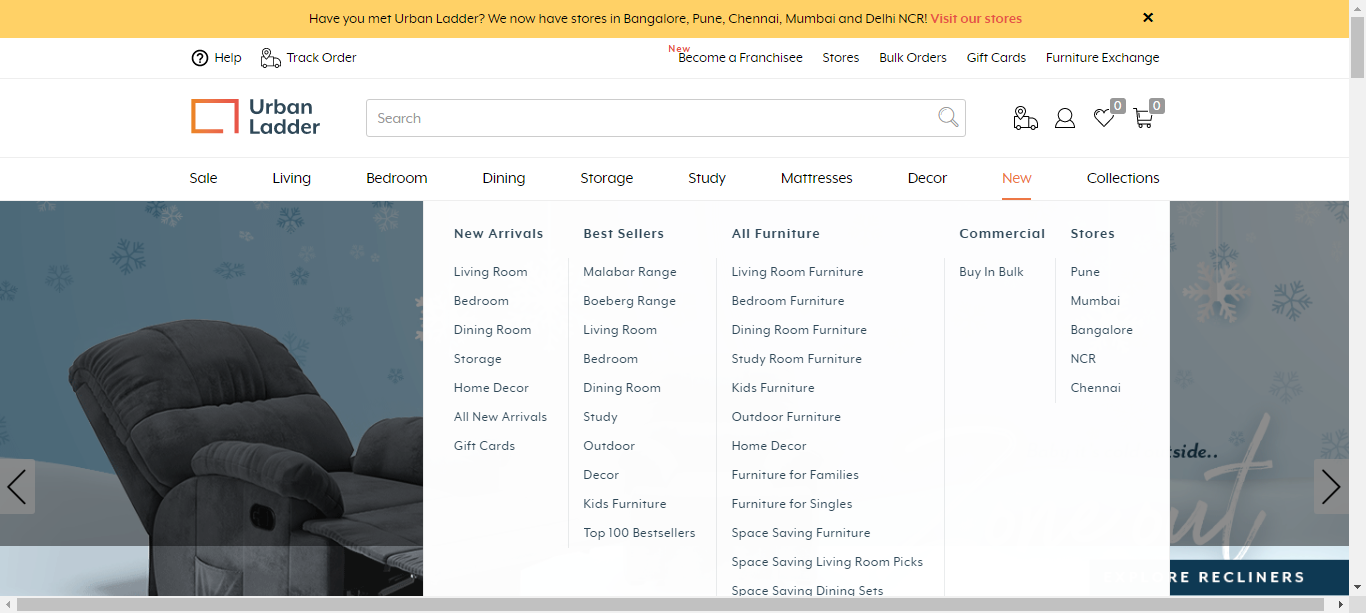 Have you met Urban Ladder? We now have stores in Bangalore, Pune, Chennai, Mumbai and Delhi NCR! Visit our stores
Help Track Order New Become a Franchisee Stores Bulk Orders Gift Cards Furniture Exchange
Urban
Ladder
Search
0 0
Sale Living Bedroom Dining Storage Study Mattresses Decor New Collections
New Arrivals
Living Room
Bedroom
Dining Room
Storage
Home Decor
All New Arrivals
Gift Cards
Best Sellers
Malabar Range
Boeberg Range
Living Room
Bedroom
Dining Room
Study
Outdoor
Decor
Kids Furniture
Top 100 Bestsellers
All Furniture
Living Room Furniture
Bedroom Furniture
Dining Room Furniture
Study Room Furniture
Kids Furniture
Outdoor Furniture
Home Decor
Furniture for Families
Furniture for Singles
Space Saving Furniture
Space Saving Living Room Picks
Space Saving Dining Sets
Commercial
Buy In Bulk
Stores
Pune
Mumbai
Bangalore
NCR
Chennai
RECLINERS